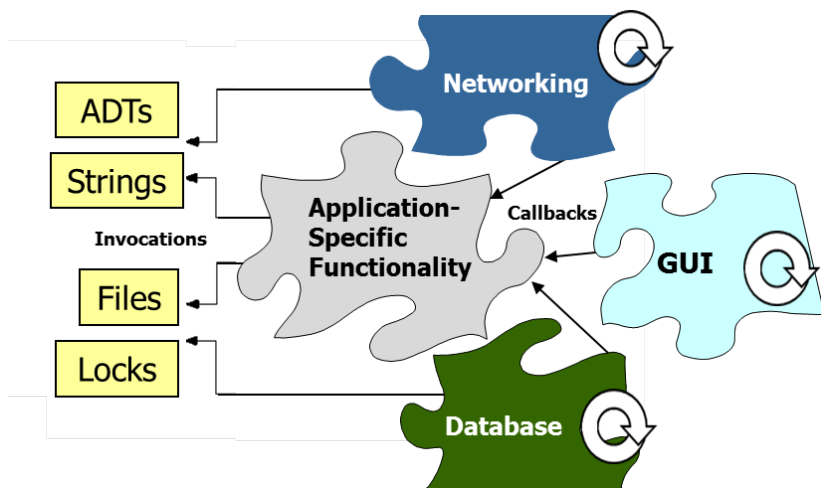 Networking
ADTs
Strings
Application-
Specific
Functionality
Callbacks
Invocations
GUI
Files
Locks
Database